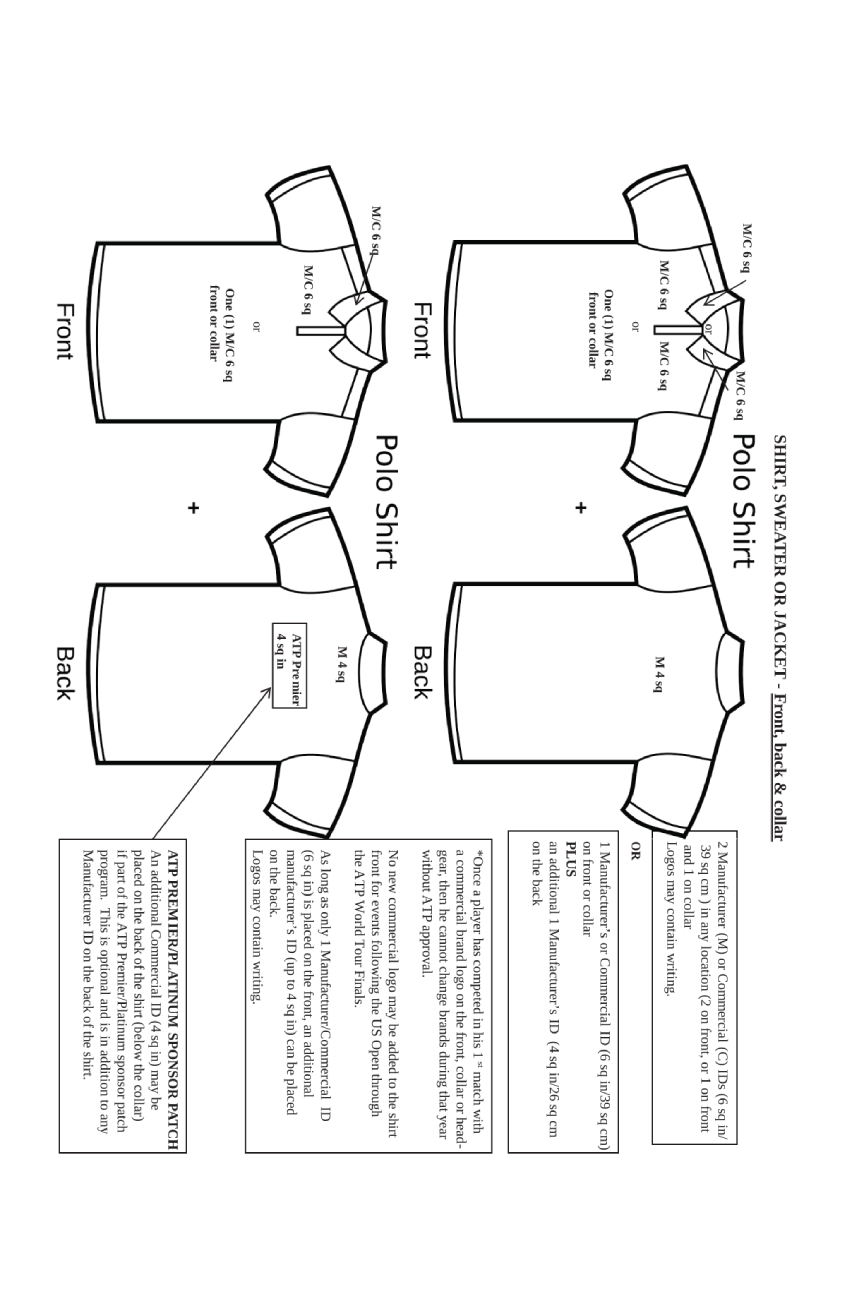 SHIRT, SWEATER OR JACKET - Front, back & collar
Polo Shirt
M/C 6 sq
M/C 6 sq
or
M/C 6 sq
M/C 6 sq
or
One (1) M/C 6 sq
front or collar
Front
+
M 4 sq
Back
2 Manufacturer (M) or Commercial (C) IDs (6 sq in/
39 sq cm ) in any location (2 on front, or 1 on front
and 1 on collar
Logos may contain writing.
OR
1 Manufacturer's or Commercial ID (6 sq in/39 sq cm)
on front or collar
PLUS
an additional 1 Manufacturer's ID (4 sq in/26 sq cm
on the back
Polo Shirt
M/C 6 sq
M/C 6 sq
or
One (1) M/C 6 sq
front or collar
Front
+
M 4 sq
ATP Premier
4 sq in
Back
*Once a player has competed in his 1 st match with
a commercial brand logo on the front, collar or head-
gear, then he cannot change brands during that year
without ATP approval.
No new commercial logo may be added to the shirt
front for events following the US Open through
the ATP World Tour Finals.
As long as only 1 Manufacturer/Commercial ID
(6 sq in) is placed on the front, an additional
manufacturer's ID (up to 4 sq in) can be placed
on the back.
Logos may contain writing.
ATP PREMIER/PLATINUM SPONSOR PATCH
An additional Commercial ID (4 sq in) may be
placed on the back of the shirt (below the collar)
if part of the ATP Premier/Platinum sponsor patch
program. This is optional and is in addition to any
Manufacturer ID on the back of the shirt.